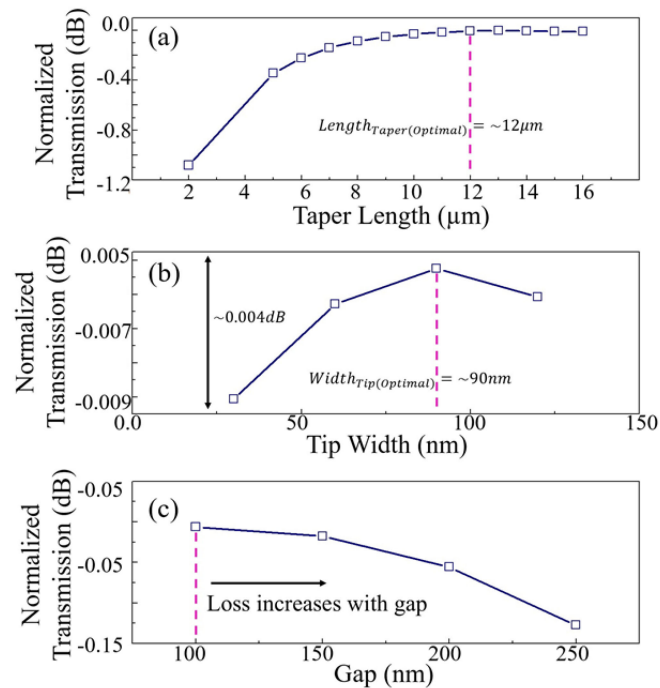 (a)
Normalized
Transmission (dB)
0.0
-0.4
-0.8
-1.2
Length_Taper(Optimal) = ~12μm
2 4 6 8 10 12 14 16
Taper Length (μm)
(b)
Normalized
Transmission (dB)
0.005
-0.007
-0.009
~0.004dB
Width_Tip(Optimal) = ~90nm
0.0 50 100 150
Tip Width (nm)
(c)
Normalized
Transmission (dB)
-0.05
-0.05
-0.15
Loss increases with gap
100 150 200 250
Gap (nm)